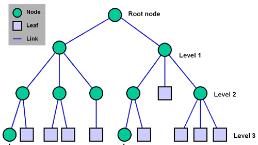 Node
Leaf
Link
Root node
Level 1
Level 2
Level 3